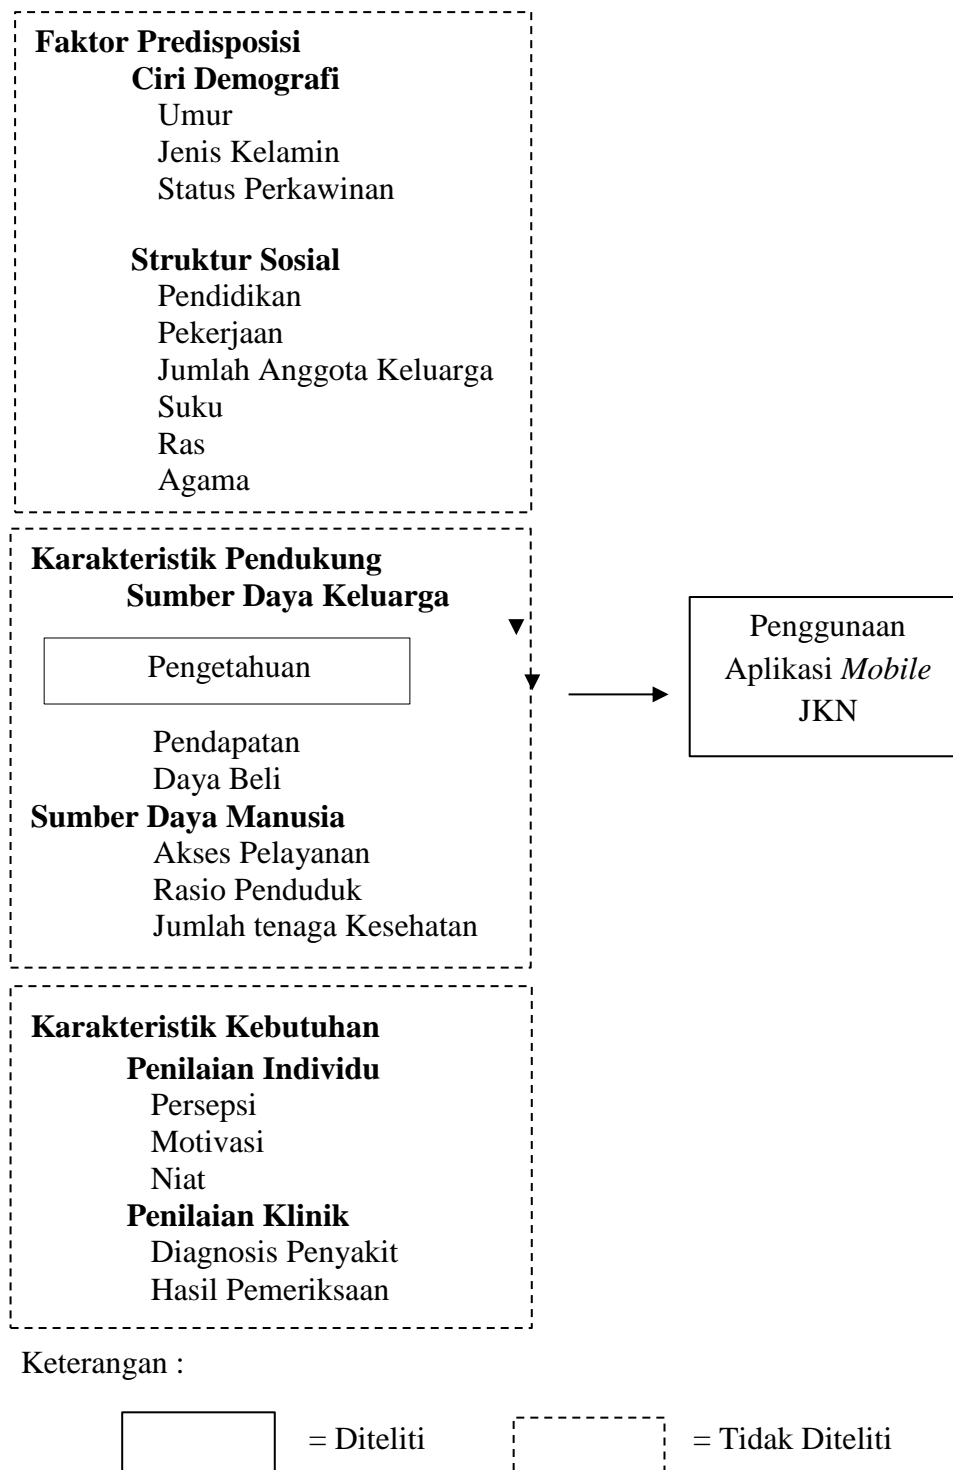 Faktor Predisposisi
Ciri Demografi
Umur
Jenis Kelamin
Status Perkawinan
Struktur Sosial
Pendidikan
Pekerjaan
Jumlah Anggota Keluarga
Suku
Ras
Agama
Karakteristik Pendukung
Sumber Daya Keluarga
Pengetahuan
Pendapatan
Daya Beli
Sumber Daya Manusia
Akses Pelayanan
Rasio Penduduk
Jumlah tenaga Kesehatan
Penggunaan
Aplikasi Mobile
JKN
Karakteristik Kebutuhan
Penilaian Individu
Persepsi
Motivasi
Niat
Penilaian Klinik
Diagnosis Penyakit
Hasil Pemeriksaan
Keterangan :
= Diteliti
= Tidak Diteliti